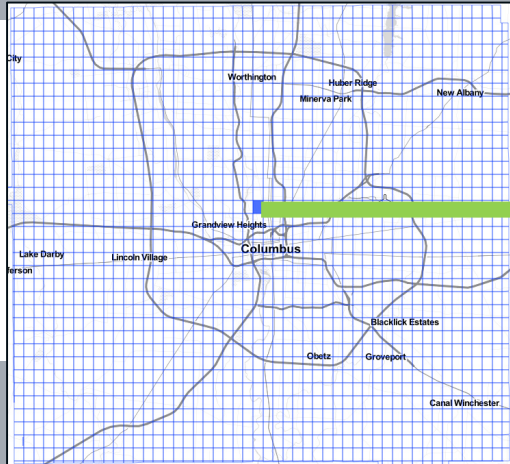 City
Worthington
Huber Ridge
New Albany
Minerva Park
Grandview Heights
Columbus
Lake Darby
Lincoln Village
ferson
Blacklick Estates
Obetz
Groveport
Canal Winchester